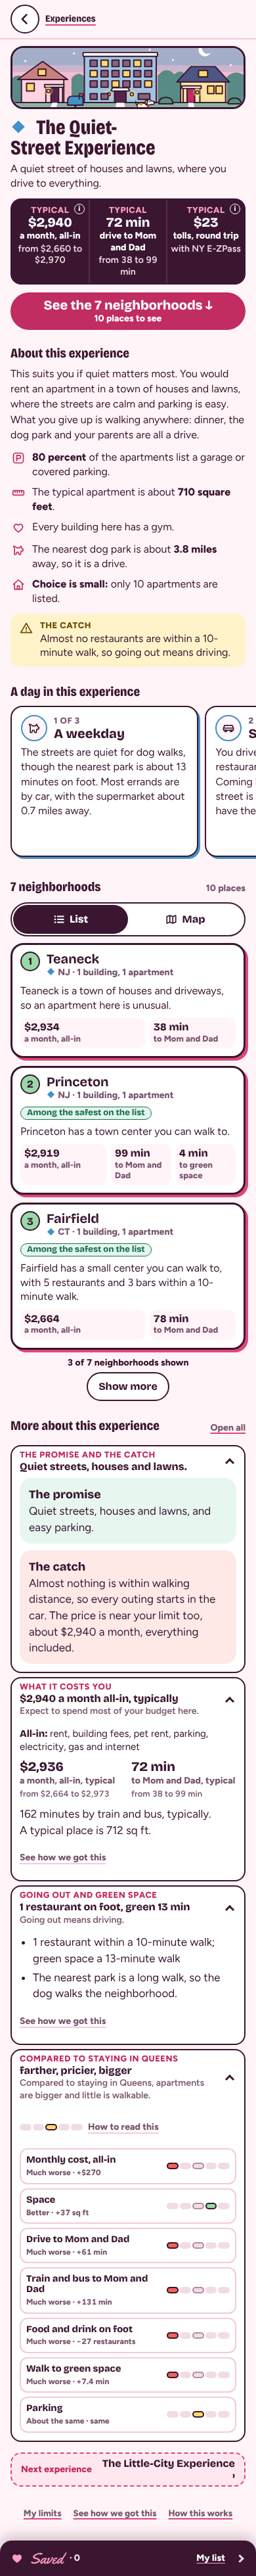 Experiences
The Quiet-
Street Experience
A quiet street of houses and lawns, where you
drive to everything.
TYPICAL
$2,940
a month, all-in
from $2,660 to
$2,970
TYPICAL
72 min
drive to Mom
and Dad
from 38 to 99
min
TYPICAL
$23
tolls, round trip
with NY E-ZPass
See the 7 neighborhoods ↓
10 places to see
About this experience
This suits you if quiet matters most. You would
rent an apartment in a town of houses and lawns,
where the streets are calm and parking is easy.
What you give up is walking anywhere: dinner, the
dog park and your parents are all a drive.
80 percent of the apartments list a garage or
covered parking.
The typical apartment is about 710 square
feet.
Every building here has a gym.
The nearest dog park is about 3.8 miles
away, so it is a drive.
Choice is small: only 10 apartments are
listed.
THE CATCH
Almost no restaurants are within a 10-
minute walk, so going out means driving.
A day in this experience
1 OF 3
A weekday
The streets are quiet for dog walks,
though the nearest park is about 13
minutes on foot. Most errands are
by car, with the supermarket about
0.7 miles away.
2
S
You drive
restaurar
Coming
street is
have the
7 neighborhoods
10 places
List
Map
1
Teaneck
NJ · 1 building, 1 apartment
Teaneck is a town of houses and driveways,
so an apartment here is unusual.
$2,934
a month, all-in
38 min
to Mom and Dad
2
Princeton
NJ · 1 building, 1 apartment
Among the safest on the list
Princeton has a town center you can walk to.
$2,919
a month, all-in
99 min
to Mom and
Dad
4 min
to green
space
3
Fairfield
CT · 1 building, 1 apartment
Among the safest on the list
Fairfield has a small center you can walk to,
with 5 restaurants and 3 bars within a 10-
minute walk.
$2,664
a month, all-in
78 min
to Mom and Dad
3 of 7 neighborhoods shown
Show more
More about this experience
Open all
THE PROMISE AND THE CATCH
Quiet streets, houses and lawns.
The promise
Quiet streets, houses and lawns, and
easy parking.
The catch
Almost nothing is within walking
distance, so every outing starts in the
car. The price is near your limit too,
about $2,940 a month, everything
included.
WHAT IT COSTS YOU
$2,940 a month all-in, typically
Expect to spend most of your budget here.
All-in: rent, building fees, pet rent, parking,
electricity, gas and internet
$2,936
a month, all-in, typical
from $2,664 to $2,973
72 min
to Mom and Dad, typical
from 38 to 99 min
162 minutes by train and bus, typically.
A typical place is 712 sq ft.
See how we got this
GOING OUT AND GREEN SPACE
1 restaurant on foot, green 13 min
Going out means driving.
• 1 restaurant within a 10-minute walk;
green space a 13-minute walk
• The nearest park is a long walk, so the
dog walks the neighborhood.
See how we got this
COMPARED TO STAYING IN QUEENS
farther, pricier, bigger
Compared to staying in Queens, apartments
are bigger and little is walkable.
How to read this
Monthly cost, all-in
Much worse · +$270
Space
Better · +37 sq ft
Drive to Mom and Dad
Much worse · +61 min
Train and bus to Mom and
Dad
Much worse · +131 min
Food and drink on foot
Much worse · −27 restaurants
Walk to green space
Much worse · +7.4 min
Parking
About the same · same
Next experience
The Little-City Experience
›
My limits
See how we got this
How this works
Saved · 0
My list